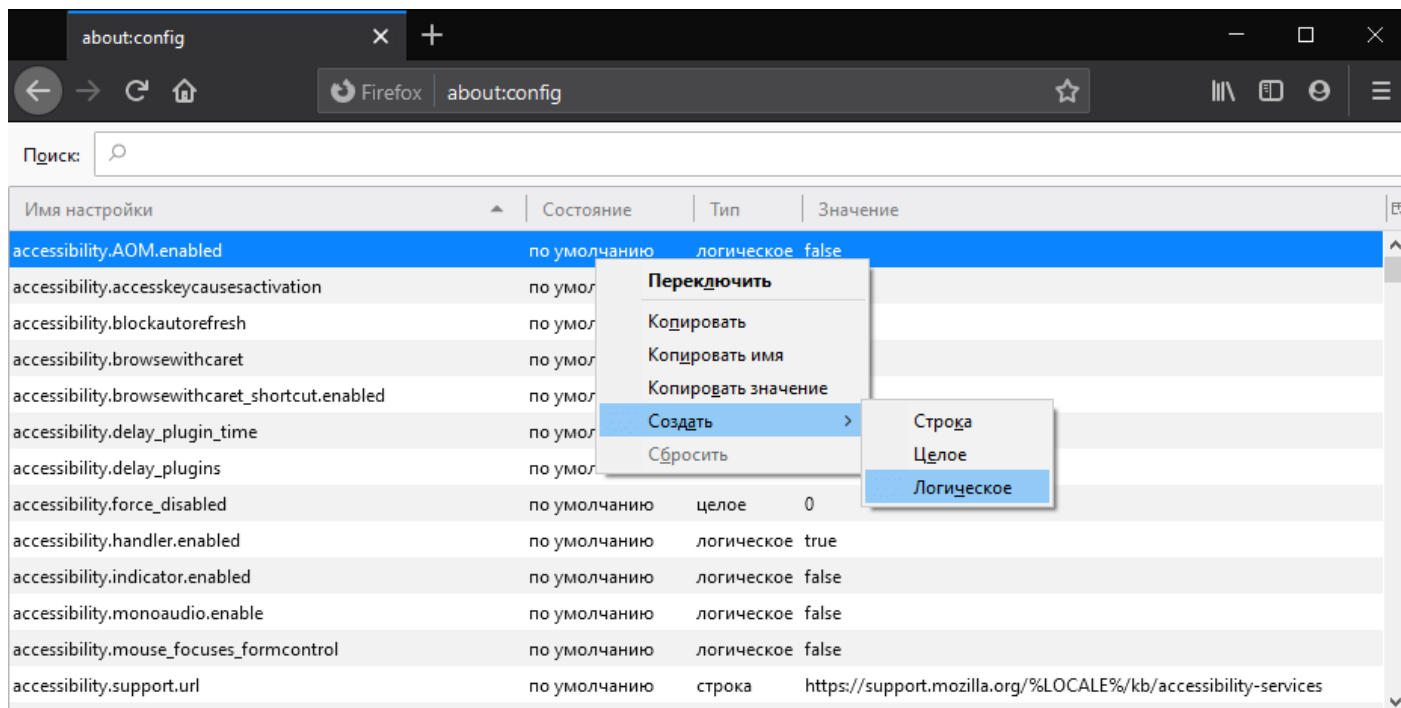 about:config
Firefox about:config
Поиск:
Имя настройки Состояние Тип Значение
accessibility.AOM.enabled по умолчанию логическое false
accessibility.accesskeycausesactivation по умол
Переключить
accessibility.blockautorefresh по умол
Копировать
accessibility.browsewithcaret по умол
Копировать имя
accessibility.browsewithcaret_shortcut.enabled по умол
Копировать значение
accessibility.delay_plugin_time по умол
Создать
Строка
accessibility.delay_plugins по умол
Сбросить
Целое
Логическое
accessibility.force_disabled по умолчанию целое 0
accessibility.handler.enabled по умолчанию логическое true
accessibility.indicator.enabled по умолчанию логическое false
accessibility.monoaudio.enable по умолчанию логическое false
accessibility.mouse_focuses_formcontrol по умолчанию логическое false
accessibility.support.url по умолчанию строка https://support.mozilla.org/%LOCALE%/kb/accessibility-services